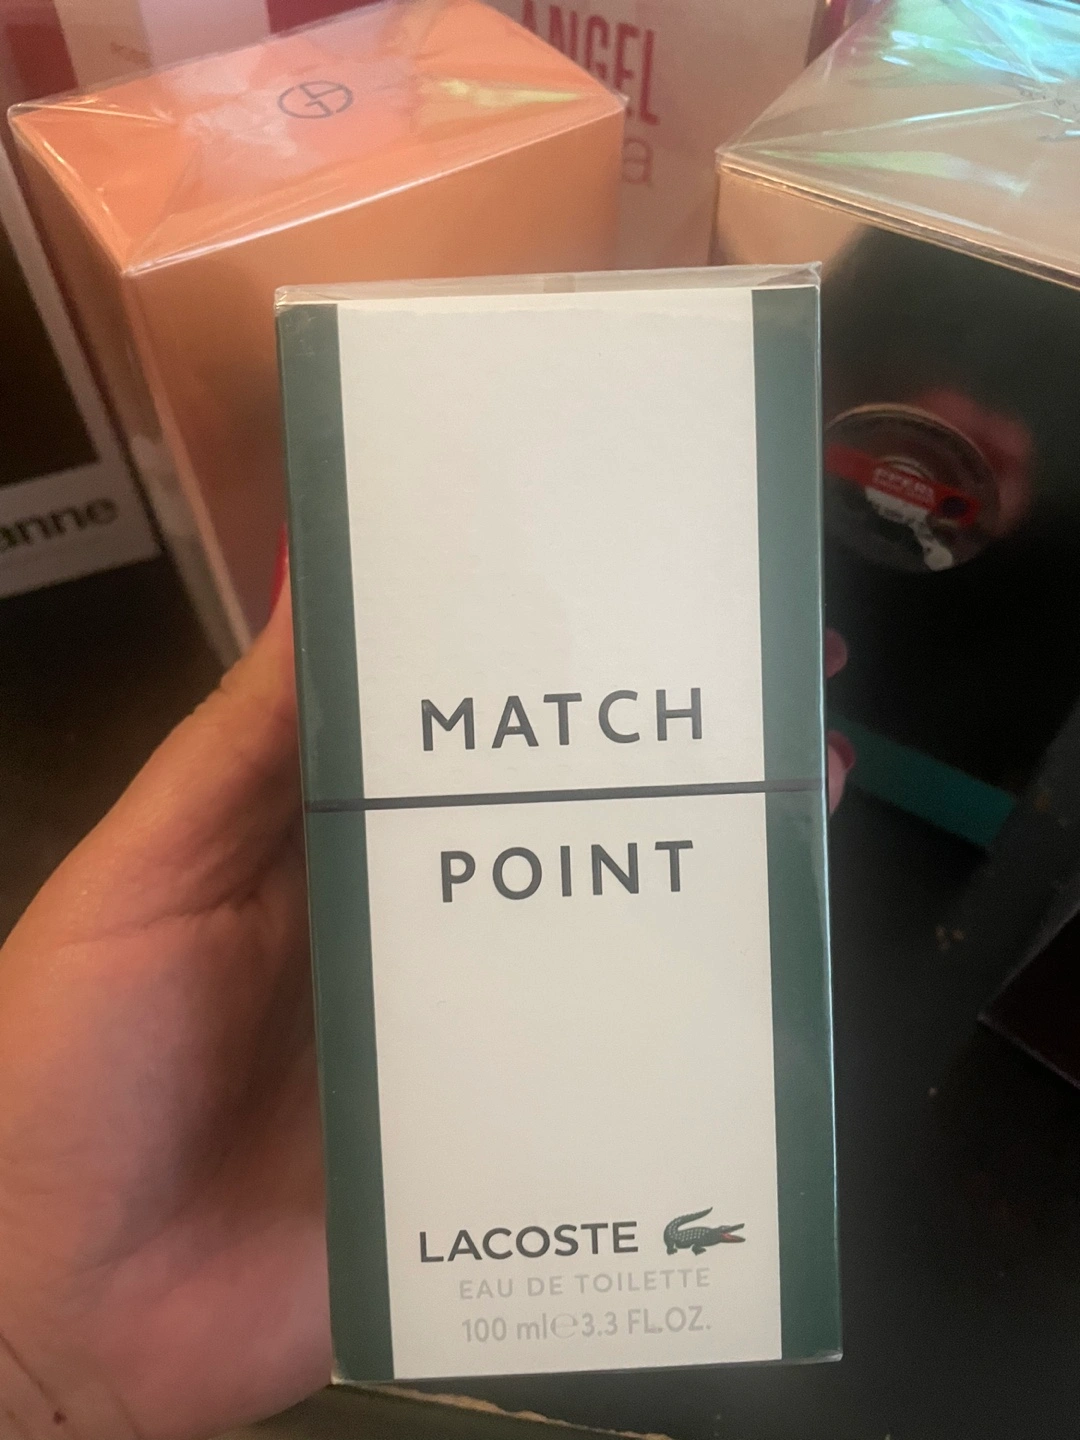 ANGEL
anne
MATCH
POINT
LACOSTE
EAU DE TOILETTE
100 ml℮3.3 FL.OZ.